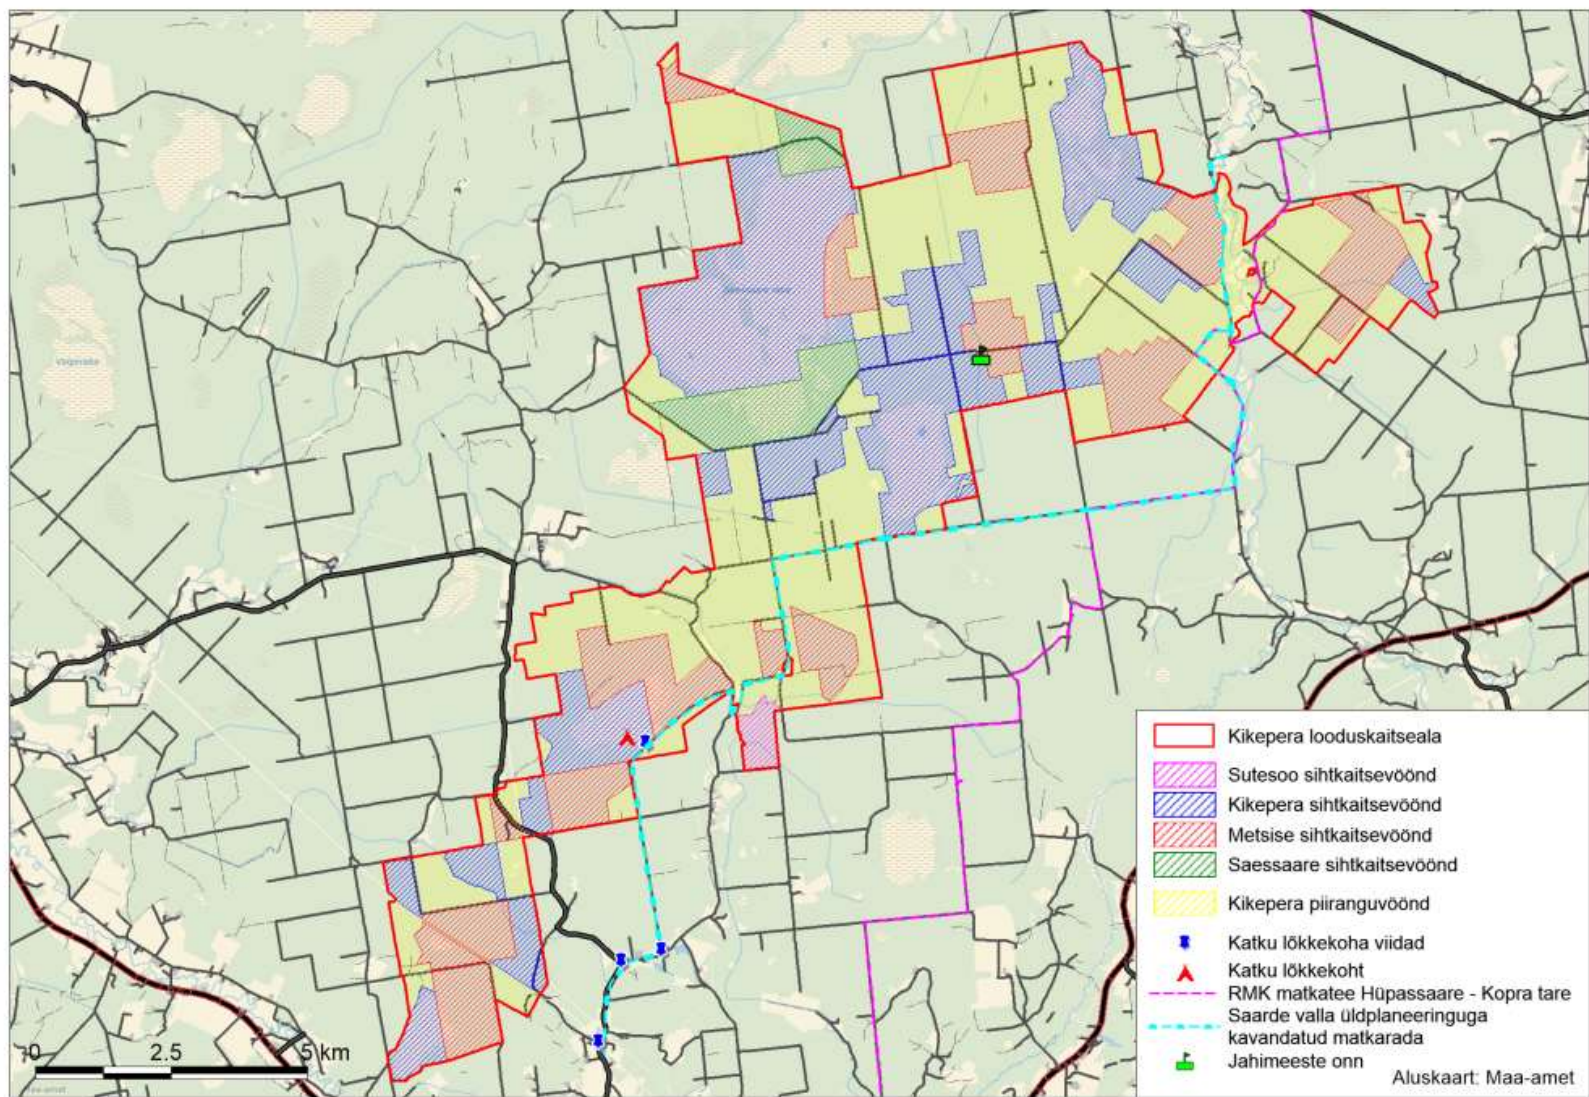 Kikepera looduskaitseala
Sutesoo sihtkaitsevöönd
Kikepera sihtkaitsevöönd
Metsise sihtkaitsevöönd
Saessaare sihtkaitsevöönd
Kikepera piiranguvöönd
Katku lõkkekoha viidad
Katku lõkkekoht
RMK matkatee Hüpassaare - Kopra tare
Saarde valla üldplaneeringuga
kavandatud matkarada
Jahimeeste onn
Aluskaart: Maa-amet
0 2.5 5 km